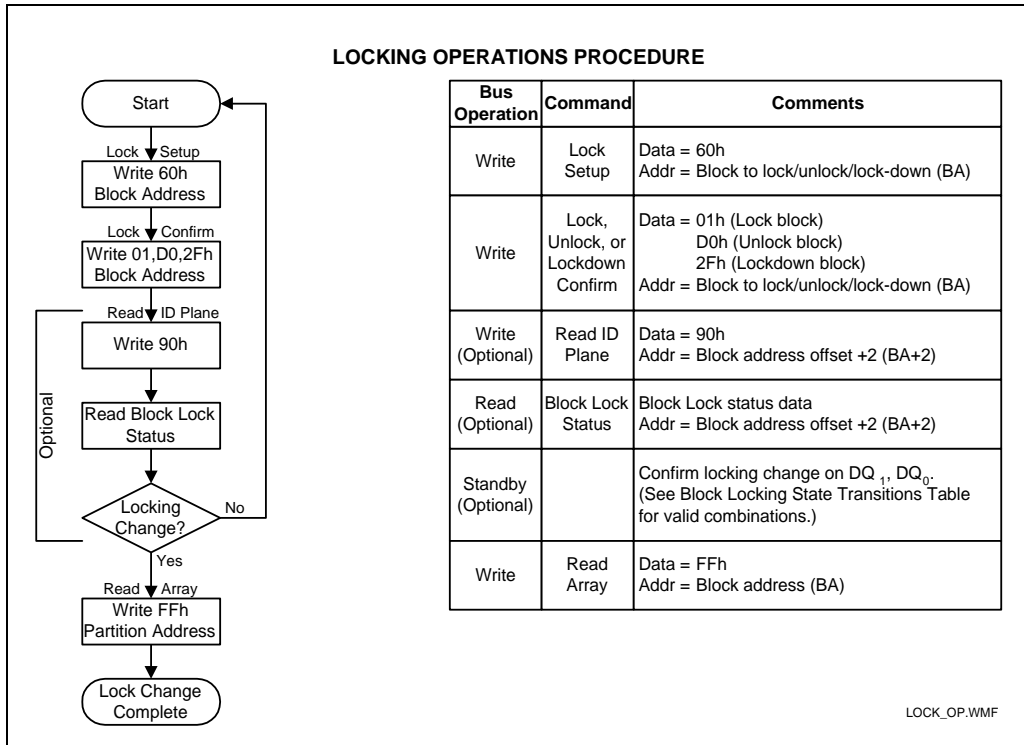 LOCKING OPERATIONS PROCEDURE
Start
Lock Setup
Write 60h
Block Address
Lock Confirm
Write 01,D0,2Fh
Block Address
Read ID Plane
Write 90h
Optional
Read Block Lock
Status
Locking
Change?
No
Yes
Read Array
Write FFh
Partition Address
Lock Change
Complete
Bus
Operation
Command
Comments
Write
Lock
Setup
Data = 60h
Addr = Block to lock/unlock/lock-down (BA)
Write
Lock,
Unlock, or
Lockdown
Confirm
Data = 01h (Lock block)
D0h (Unlock block)
2Fh (Lockdown block)
Addr = Block to lock/unlock/lock-down (BA)
Write
(Optional)
Read ID
Plane
Data = 90h
Addr = Block address offset +2 (BA+2)
Read
(Optional)
Block Lock
Status
Block Lock status data
Addr = Block address offset +2 (BA+2)
Standby
(Optional)
Confirm locking change on DQ 1, DQ0.
(See Block Locking State Transitions Table
for valid combinations.)
Write
Read
Array
Data = FFh
Addr = Block address (BA)
LOCK_OP.WMF